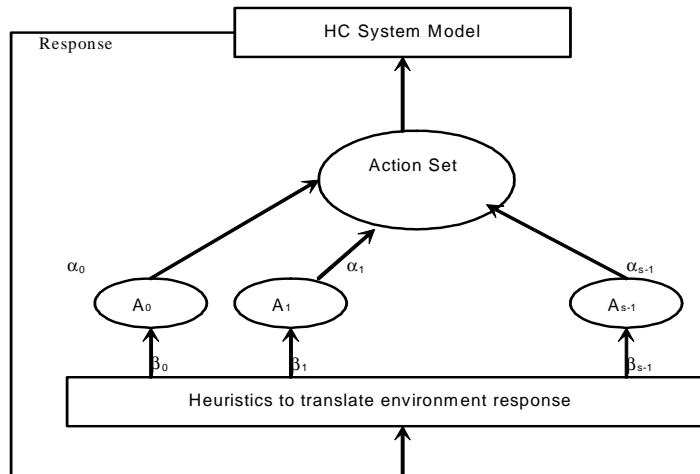 HC System Model
Response
Action Set
α₀ α₁ αₛ₋₁
A₀ A₁ Aₛ₋₁
β₀ β₁ βₛ₋₁
Heuristics to translate environment response